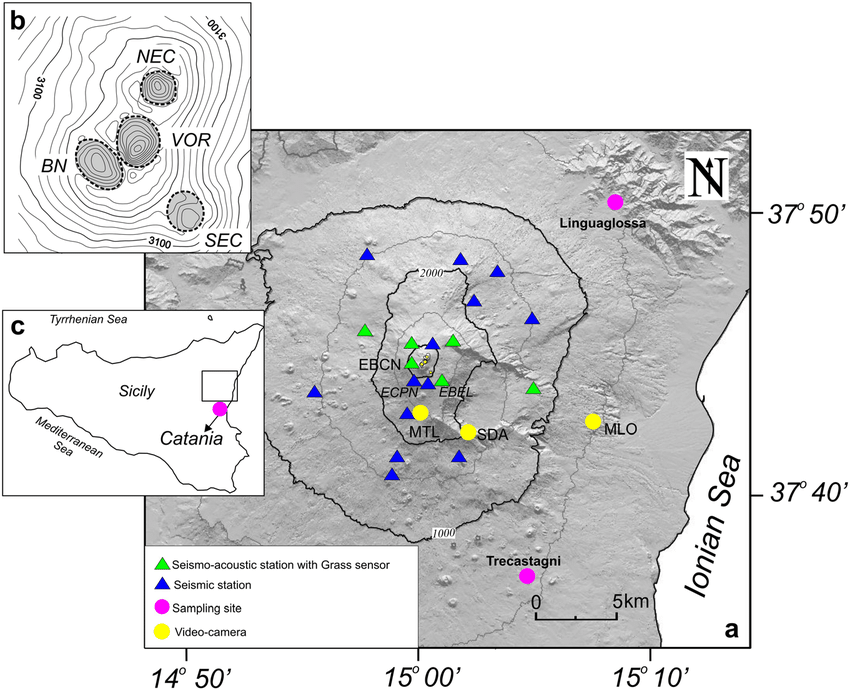 b
3100
3100
NEC
VOR
BN
SEC
3100
N
37° 50'
Linguaglossa
2000
c
Tyrrhenian Sea
Sicily
Mediterranean
Sea
Catania
EBCN
ECPN
EBEL
MTL
SDA
MLO
37° 40'
1000
Ionian Sea
Trecastagni
0
5km
Seismo-acoustic station with Grass sensor
Seismic station
Sampling site
Video-camera
a
14° 50'
15° 00'
15° 10'